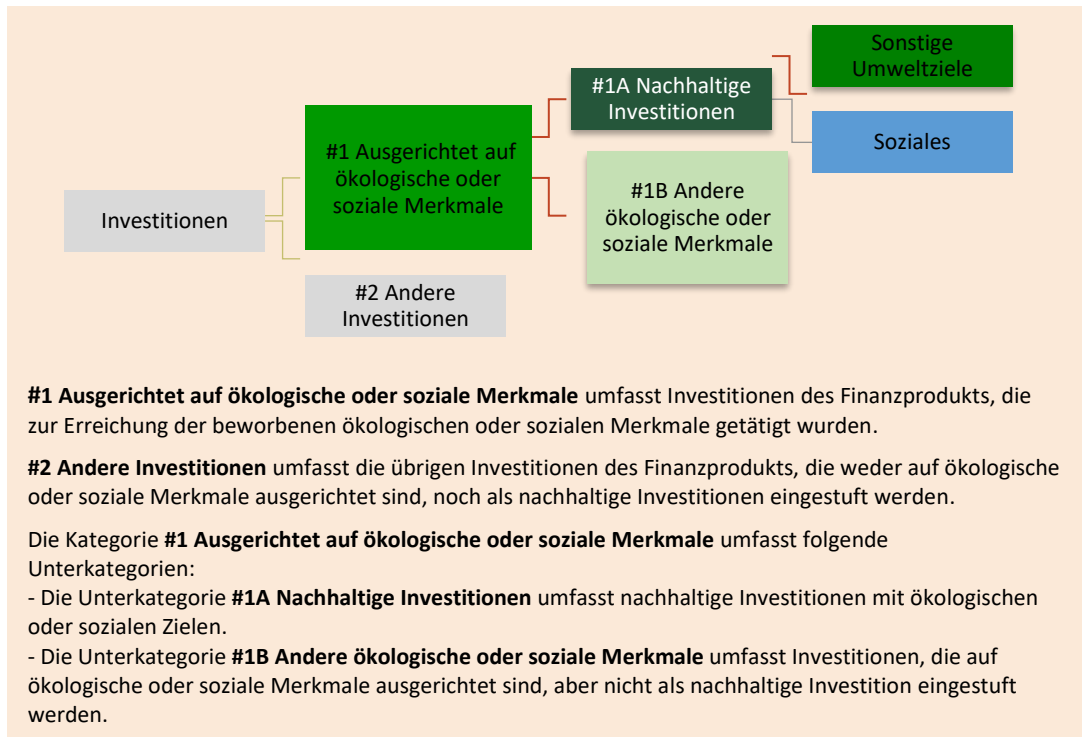 Sonstige
Umweltziele
#1A Nachhaltige
Investitionen
Soziales
#1 Ausgerichtet auf
ökologische oder
soziale Merkmale
#1B Andere
ökologische oder
soziale Merkmale
Investitionen
#2 Andere
Investitionen
#1 Ausgerichtet auf ökologische oder soziale Merkmale umfasst Investitionen des Finanzprodukts, die
zur Erreichung der beworbenen ökologischen oder sozialen Merkmale getätigt wurden.
#2 Andere Investitionen umfasst die übrigen Investitionen des Finanzprodukts, die weder auf ökologische
oder soziale Merkmale ausgerichtet sind, noch als nachhaltige Investitionen eingestuft werden.
Die Kategorie #1 Ausgerichtet auf ökologische oder soziale Merkmale umfasst folgende
Unterkategorien:
- Die Unterkategorie #1A Nachhaltige Investitionen umfasst nachhaltige Investitionen mit ökologischen
oder sozialen Zielen.
- Die Unterkategorie #1B Andere ökologische oder soziale Merkmale umfasst Investitionen, die auf
ökologische oder soziale Merkmale ausgerichtet sind, aber nicht als nachhaltige Investition eingestuft
werden.